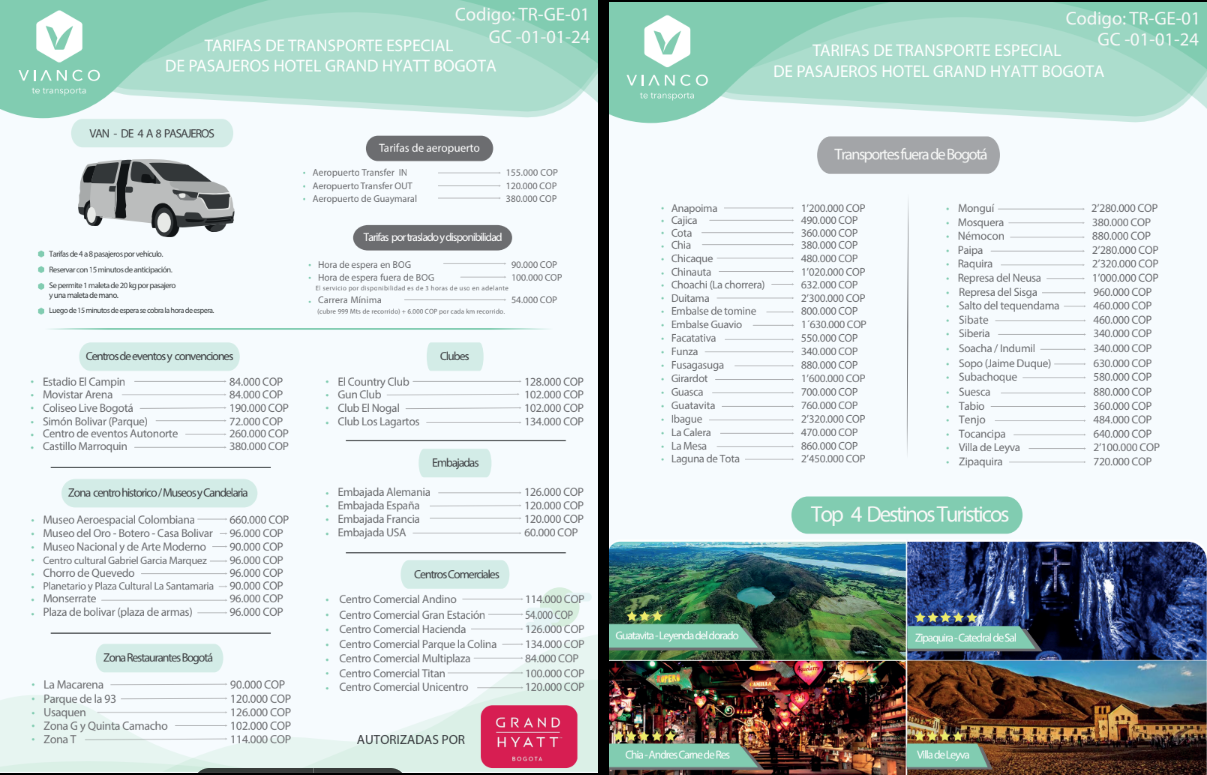 Codigo: TR-GE-01
GC -01-01-24
VIANCO
te transporta
TARIFAS DE TRANSPORTE ESPECIAL
DE PASAJEROS HOTEL GRAND HYATT BOGOTA
VAN - DE 4 A 8 PASAJEROS
Tarifas de 4 a 8 pasajeros por vehículo.
Reservar con 15 minutos de anticipación.
Se permite 1 maleta de 20 kg por pasajero
y una maleta de mano.
Luego de 15 minutos de espera se cobra la hora de espera.
Tarifas de aeropuerto
Aeropuerto Transfer IN 155.000 COP
Aeropuerto Transfer OUT 120.000 COP
Aeropuerto de Guaymaral 380.000 COP
Tarifas por traslado y disponibilidad
Hora de espera en BOG 90.000 COP
Hora de espera fuera de BOG 100.000 COP
El servicio por disponibilidad es de 3 horas de uso en adelante
Carrera Mínima 54.000 COP
(cubre 999 Mts de recorrido) + 6.000 COP por cada km recorrido.
Centros de eventos y convenciones
Estadio El Campin 84.000 COP
Movistar Arena 84.000 COP
Coliseo Live Bogotá 190.000 COP
Simón Bolivar (Parque) 72.000 COP
Centro de eventos Autonorte 260.000 COP
Castillo Marroquin 380.000 COP
Zona centro historico / Museos y Candelaria
Museo Aeroespacial Colombiana 660.000 COP
Museo del Oro - Botero - Casa Bolivar 96.000 COP
Museo Nacional y de Arte Moderno 90.000 COP
Centro cultural Gabriel Garcia Marquez 96.000 COP
Chorro de Quevedo 96.000 COP
Planetario y Plaza Cultural La Santamaria 90.000 COP
Monserrate 96.000 COP
Plaza de bolivar (plaza de armas) 96.000 COP
Zona Restaurantes Bogotá
La Macarena 90.000 COP
Parque de la 93 120.000 COP
Usaquen 126.000 COP
Zona G y Quinta Camacho 102.000 COP
Zona T 114.000 COP
Clubes
El Country Club 128.000 COP
Gun Club 102.000 COP
Club El Nogal 102.000 COP
Club Los Lagartos 134.000 COP
Embajadas
Embajada Alemania 126.000 COP
Embajada España 120.000 COP
Embajada Francia 120.000 COP
Embajada USA 60.000 COP
Centros Comerciales
Centro Comercial Andino 114.000 COP
Centro Comercial Gran Estación 54.000 COP
Centro Comercial Hacienda 126.000 COP
Centro Comercial Parque la Colina 134.000 COP
Centro Comercial Multiplaza 84.000 COP
Centro Comercial Titan 100.000 COP
Centro Comercial Unicentro 120.000 COP
AUTORIZADAS POR
GRAND
HYATT
BOGOTA
Codigo: TR-GE-01
GC -01-01-24
VIANCO
te transporta
TARIFAS DE TRANSPORTE ESPECIAL
DE PASAJEROS HOTEL GRAND HYATT BOGOTA
Transportes fuera de Bogotá
Anapoima 1'200.000 COP
Cajica 490.000 COP
Cota 360.000 COP
Chia 380.000 COP
Chicaque 480.000 COP
Chinauta 1'020.000 COP
Choachi (La chorrera) 632.000 COP
Duitama 2'300.000 COP
Embalse de tomine 800.000 COP
Embalse Guavio 1´630.000 COP
Facatativa 550.000 COP
Funza 340.000 COP
Fusagasuga 880.000 COP
Girardot 1'600.000 COP
Guasca 700.000 COP
Guatavita 760.000 COP
Ibague 2'320.000 COP
La Calera 470.000 COP
La Mesa 860.000 COP
Laguna de Tota 2'450.000 COP
Monguí 2'280.000 COP
Mosquera 380.000 COP
Némocon 880.000 COP
Paipa 2'280.000 COP
Raquira 2'320.000 COP
Represa del Neusa 1'000.000 COP
Represa del Sisga 960.000 COP
Salto del tequendama 460.000 COP
Sibate 460.000 COP
Siberia 340.000 COP
Soacha / Indumil 340.000 COP
Sopo (Jaime Duque) 630.000 COP
Subachoque 580.000 COP
Suesca 880.000 COP
Tabio 360.000 COP
Tenjo 484.000 COP
Tocancipa 640.000 COP
Villa de Leyva 2'100.000 COP
Zipaquira 720.000 COP
Top 4 Destinos Turisticos
Guatavita - Leyenda del dorado
Zipaquira - Catedral de Sal
Chia - Andres Carne de Res
Villa de Leyva